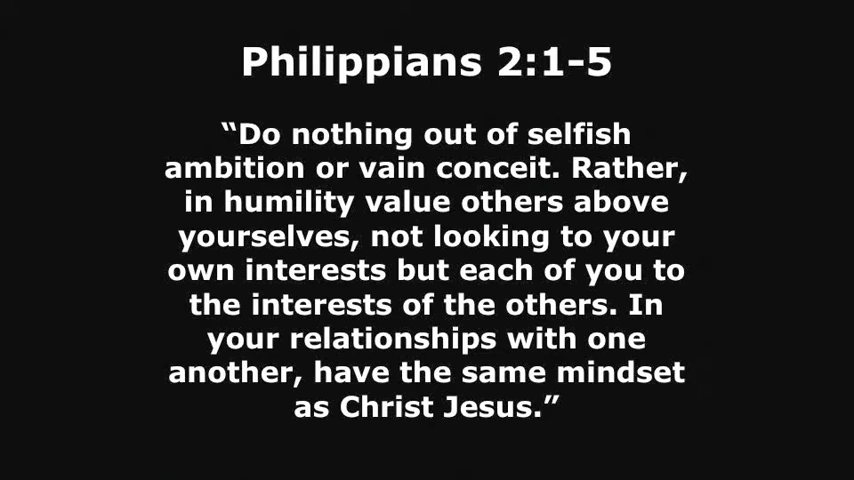 Philippians 2:1-5
“Do nothing out of selfish
ambition or vain conceit. Rather,
in humility value others above
yourselves, not looking to your
own interests but each of you to
the interests of the others. In
your relationships with one
another, have the same mindset
as Christ Jesus.”